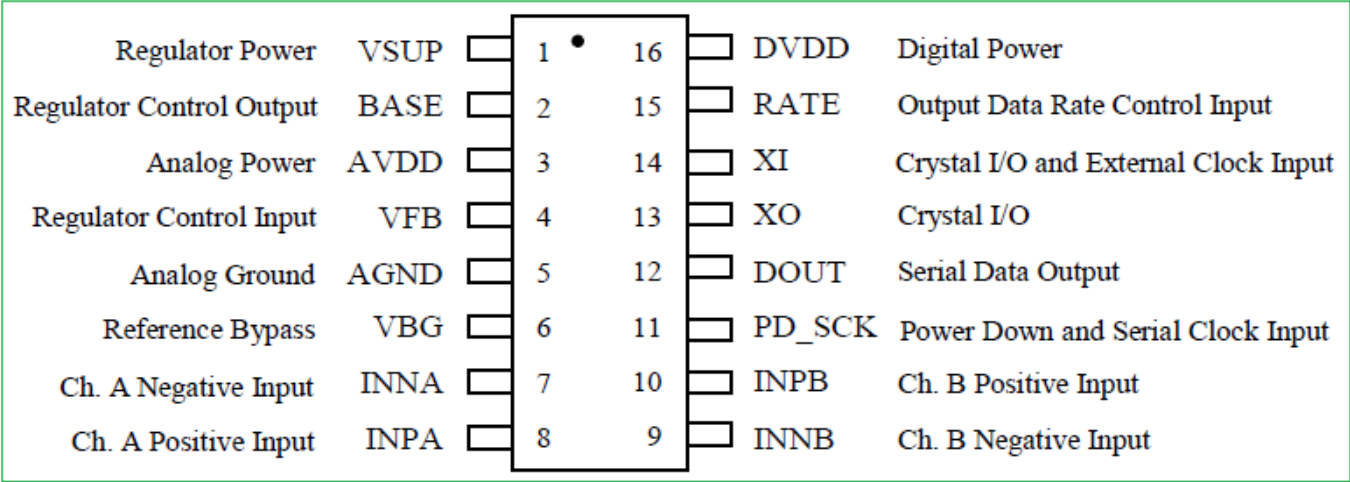 Regulator Power VSUP 1 16 DVDD Digital Power
Regulator Control Output BASE 2 15 RATE Output Data Rate Control Input
Analog Power AVDD 3 14 XI Crystal I/O and External Clock Input
Regulator Control Input VFB 4 13 XO Crystal I/O
Analog Ground AGND 5 12 DOUT Serial Data Output
Reference Bypass VBG 6 11 PD_SCK Power Down and Serial Clock Input
Ch. A Negative Input INNA 7 10 INPB Ch. B Positive Input
Ch. A Positive Input INPA 8 9 INNB Ch. B Negative Input